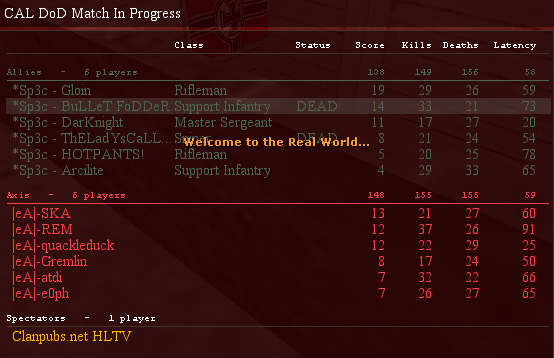 CAL DoD Match In Progress
Class Status Score Kills Deaths Latency
Allies - 6 players 138 149 156 58
*Sp3c - Gloin Rifleman 19 29 26 59
*Sp3c - BuLLeT FoDDeR Support Infantry DEAD 14 33 21 73
*Sp3c - DarKnight Master Sergeant 11 17 27 20
*Sp3c - ThELadYsCaLL... Sniper DEAD 8 21 24 54
Welcome to the Real World...
*Sp3c - HOTPANTS! Rifleman 5 20 25 78
*Sp3c - Arcilite Support Infantry 4 29 33 65
Axis - 6 players 148 155 155 59
|eA|-SKA 13 21 27 60
|eA|-REM 12 37 26 91
|eA|-quackleduck 12 22 29 25
|eA|-Gremlin 8 17 24 50
|eA|-atdi 7 32 22 66
|eA|-e0ph 7 26 27 65
Spectators - 1 player
Clanpubs.net HLTV